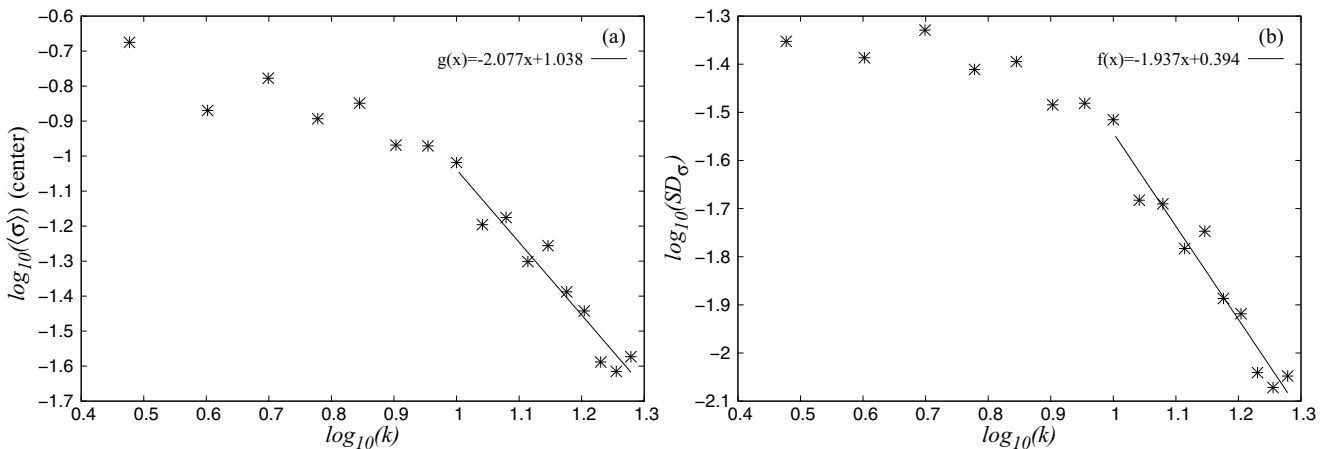 (a)
g(x)=-2.077x+1.038
log10(⟨σ⟩) (center)
−0.6
−0.7
−0.8
−0.9
−1
−1.1
−1.2
−1.3
−1.4
−1.5
−1.6
−1.7
0.4 0.5 0.6 0.7 0.8 0.9 1 1.1 1.2 1.3
log10(k)
(b)
f(x)=-1.937x+0.394
log10(SDσ)
−1.3
−1.4
−1.5
−1.6
−1.7
−1.8
−1.9
−2
−2.1
0.4 0.5 0.6 0.7 0.8 0.9 1 1.1 1.2 1.3
log10(k)